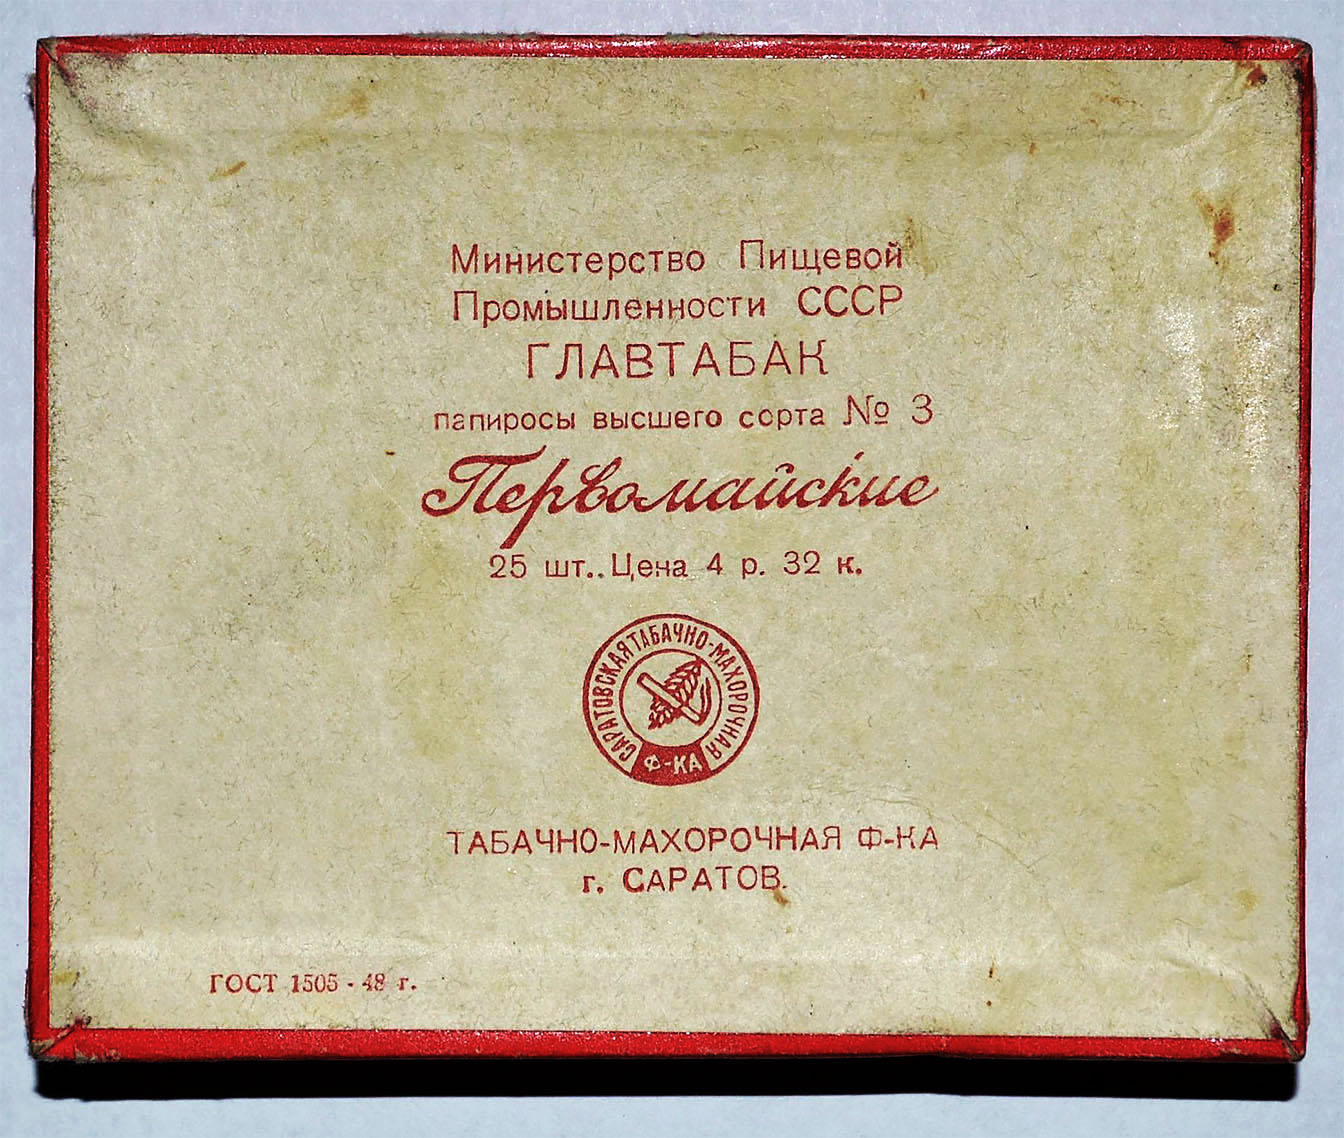 Министерство Пищевой
Промышленности СССР
ГЛАВТАБАК
папиросы высшего сорта № 3
Первомайские
25 шт.. Цена 4 р. 32 к.
САРАТОВСКАЯ ТАБАЧНО-МАХОРОЧНАЯ
Ф-КА
ТАБАЧНО-МАХОРОЧНАЯ Ф-КА
г. САРАТОВ.
ГОСТ 1505 - 48 г.